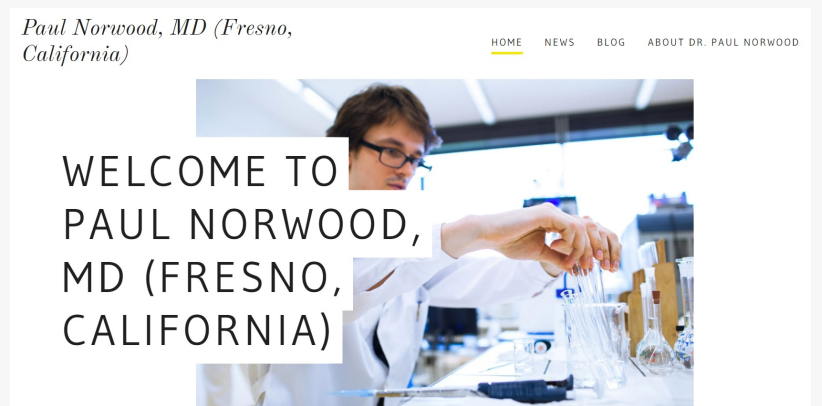 Paul Norwood, MD (Fresno,
California)
HOME NEWS BLOG ABOUT DR. PAUL NORWOOD
WELCOME TO
PAUL NORWOOD,
MD (FRESNO,
CALIFORNIA)